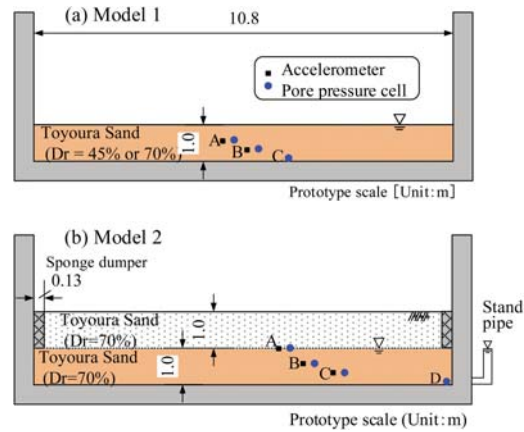 (a) Model 1
10.8
Accelerometer
Pore pressure cell
Toyoura Sand
(Dr = 45% or 70%)
1.0
A
B
C
Prototype scale [Unit:m]
(b) Model 2
Sponge dumper
0.13
Toyoura Sand
(Dr=70%)
1.0
Stand
pipe
A
Toyoura Sand
(Dr=70%)
1.0
B
C
D
Prototype scale (Unit:m)